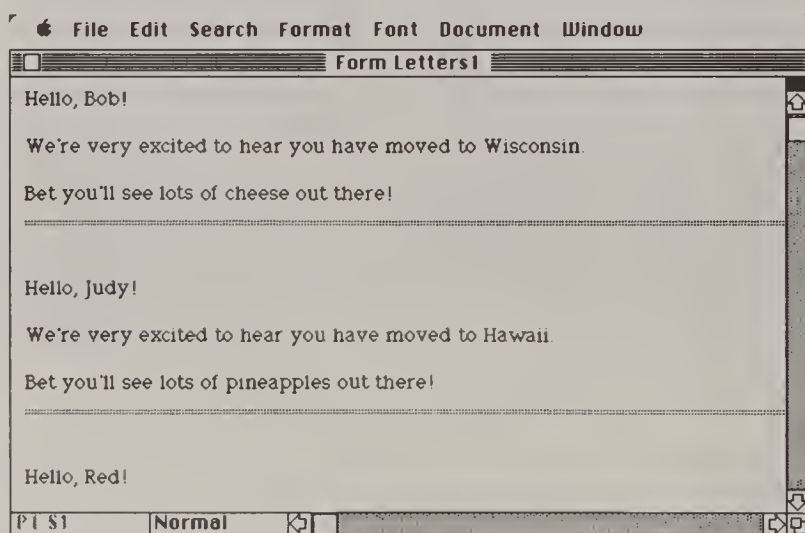 File Edit Search Format Font Document Window
Form Letters1
Hello, Bob!
We're very excited to hear you have moved to Wisconsin.
Bet you'll see lots of cheese out there!
Hello, Judy!
We're very excited to hear you have moved to Hawaii.
Bet you'll see lots of pineapples out there!
Hello, Red!
P1 S1 Normal